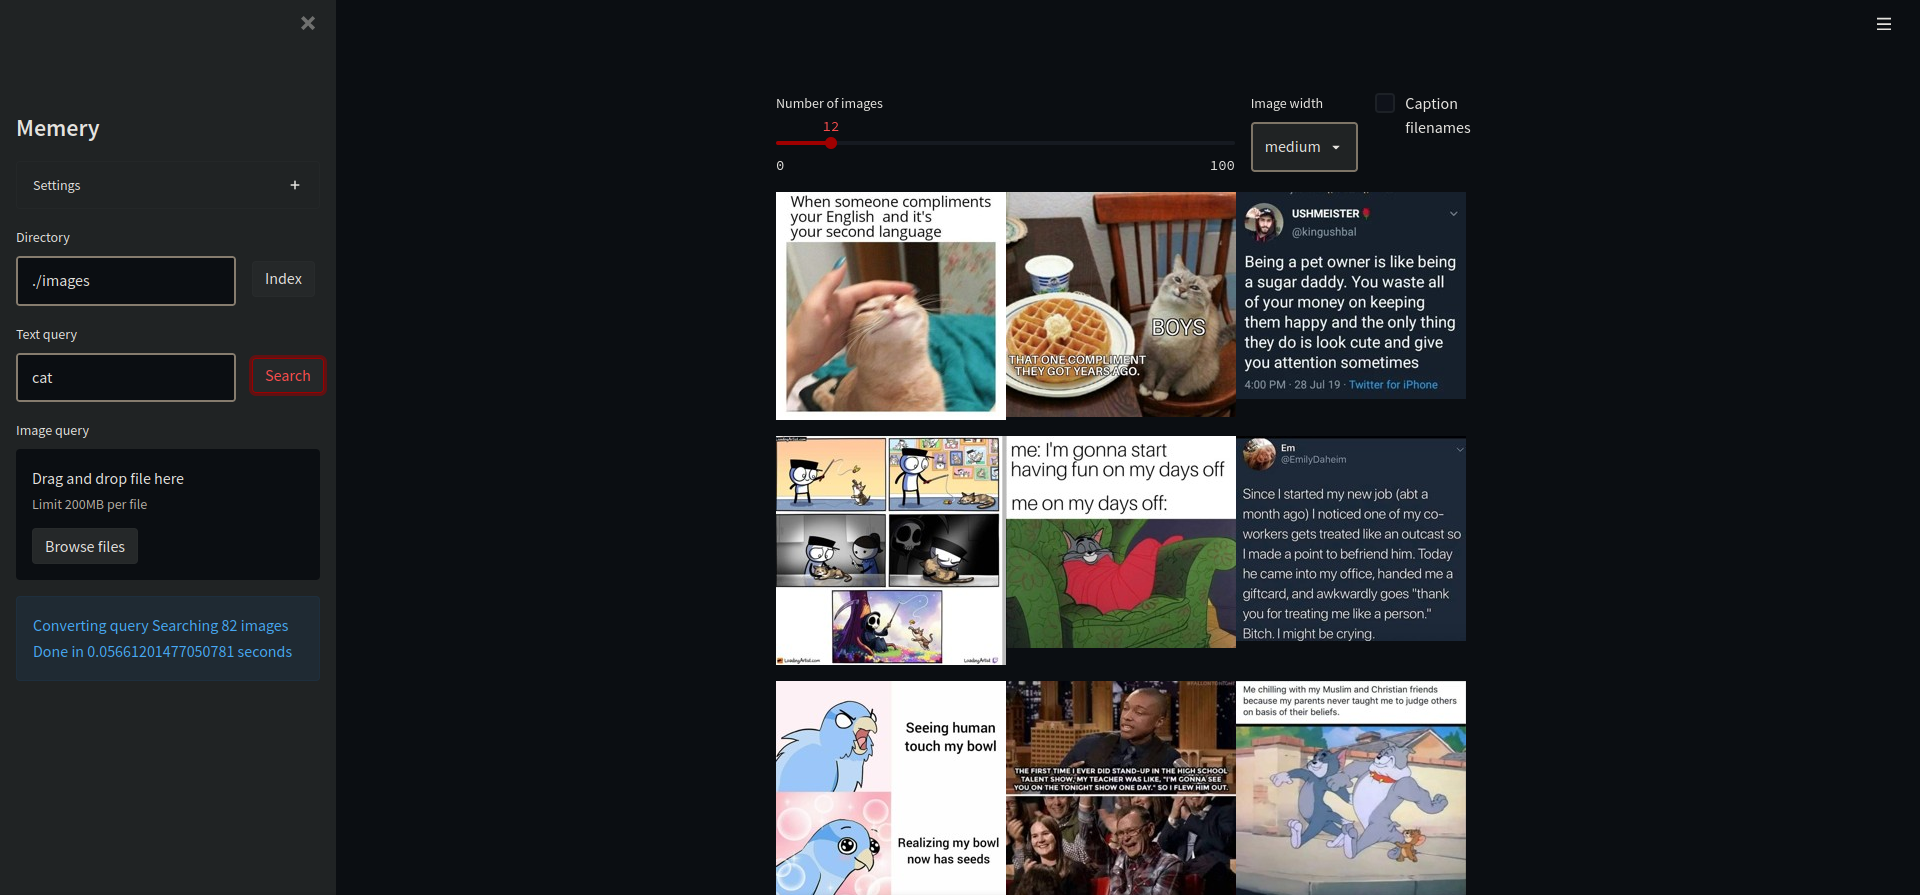 Memery
Settings
Directory
./images
Index
Text query
cat
Search
Image query
Drag and drop file here
Limit 200MB per file
Browse files
Converting query Searching 82 images
Done in 0.05661201477050781 seconds
Number of images
12
0
100
Image width
medium
Caption
filenames
When someone compliments
your English and it's
your second language
BOYS
THAT ONE COMPLIMENT
THEY GOT YEARS AGO.
USHMEISTER
@kingushbal
Being a pet owner is like being
a sugar daddy. You waste all
of your money on keeping
them happy and the only thing
they do is look cute and give
you attention sometimes
4:00 PM · 28 Jul 19 · Twitter for iPhone
LoadingArtist.com
LoadingArtist
me: I'm gonna start
having fun on my days off
me on my days off:
Em
@EmilyDaheim
Since I started my new job (abt a
month ago) I noticed one of my co-
workers gets treated like an outcast so
I made a point to befriend him. Today
he came into my office, handed me a
giftcard, and awkwardly goes "thank
you for treating me like a person."
Bitch. I might be crying.
Seeing human
touch my bowl
Realizing my bowl
now has seeds
THE FIRST TIME I EVER DID STAND-UP IN THE HIGH SCHOOL
TALENT SHOW, MY TEACHER WAS LIKE, "I'M GONNA SEE
YOU ON THE TONIGHT SHOW ONE DAY." SO I FLEW HIM OUT.
Me chilling with my Muslim and Christian friends
because my parents never taught me to judge others
on basis of their beliefs.